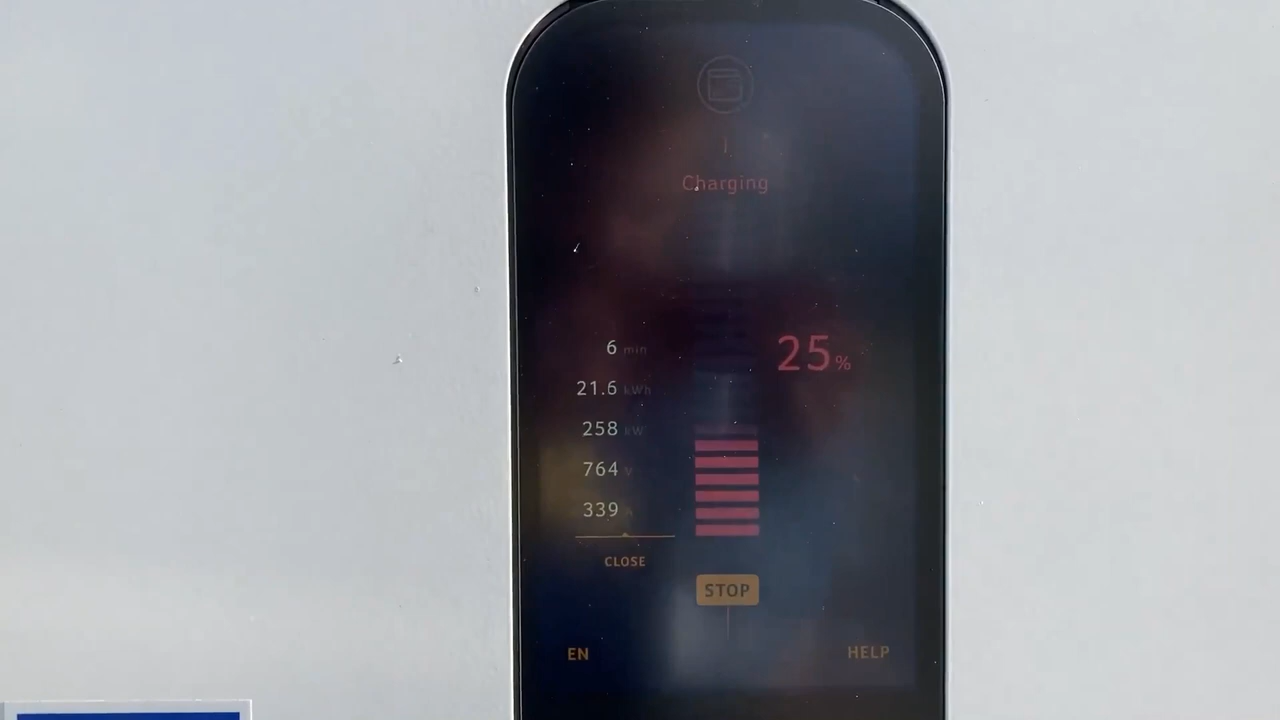 Charging
25%
6 min
21.6 kWh
258 kW
764 V
339 A
CLOSE
STOP
EN
HELP